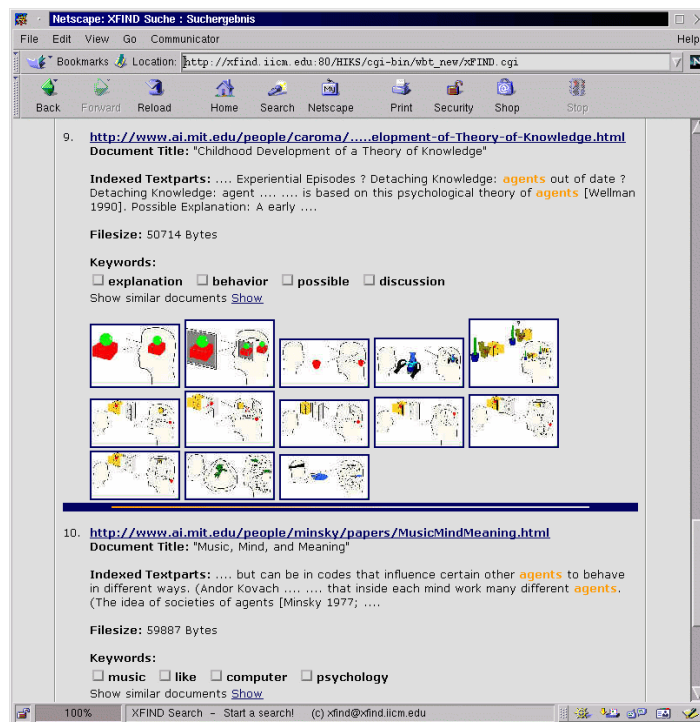 Netscape: XFIND Suche : Suchergebnis
File Edit View Go Communicator Help
Bookmarks Location: http://xfind.iicm.edu:80/HIKS/cgi-bin/wbt_new/xFIND.cgi
Back Forward Reload Home Search Netscape Print Security Shop Stop
9. http://www.ai.mit.edu/people/caroma/.....elopment-of-Theory-of-Knowledge.html
Document Title: "Childhood Development of a Theory of Knowledge"
Indexed Textparts: .... Experiential Episodes ? Detaching Knowledge: agents out of date ?
Detaching Knowledge: agent .... .... is based on this psychological theory of agents [Wellman
1990]. Possible Explanation: A early ....
Filesize: 50714 Bytes
Keywords:
explanation behavior possible discussion
Show similar documents Show
10. http://www.ai.mit.edu/people/minsky/papers/MusicMindMeaning.html
Document Title: "Music, Mind, and Meaning"
Indexed Textparts: .... but can be in codes that influence certain other agents to behave
in different ways. (Andor Kovach .... .... that inside each mind work many different agents.
(The idea of societies of agents [Minsky 1977; ....
Filesize: 59887 Bytes
Keywords:
music like computer psychology
Show similar documents Show
100% XFIND Search - Start a search! (c) xfind@xfind.iicm.edu